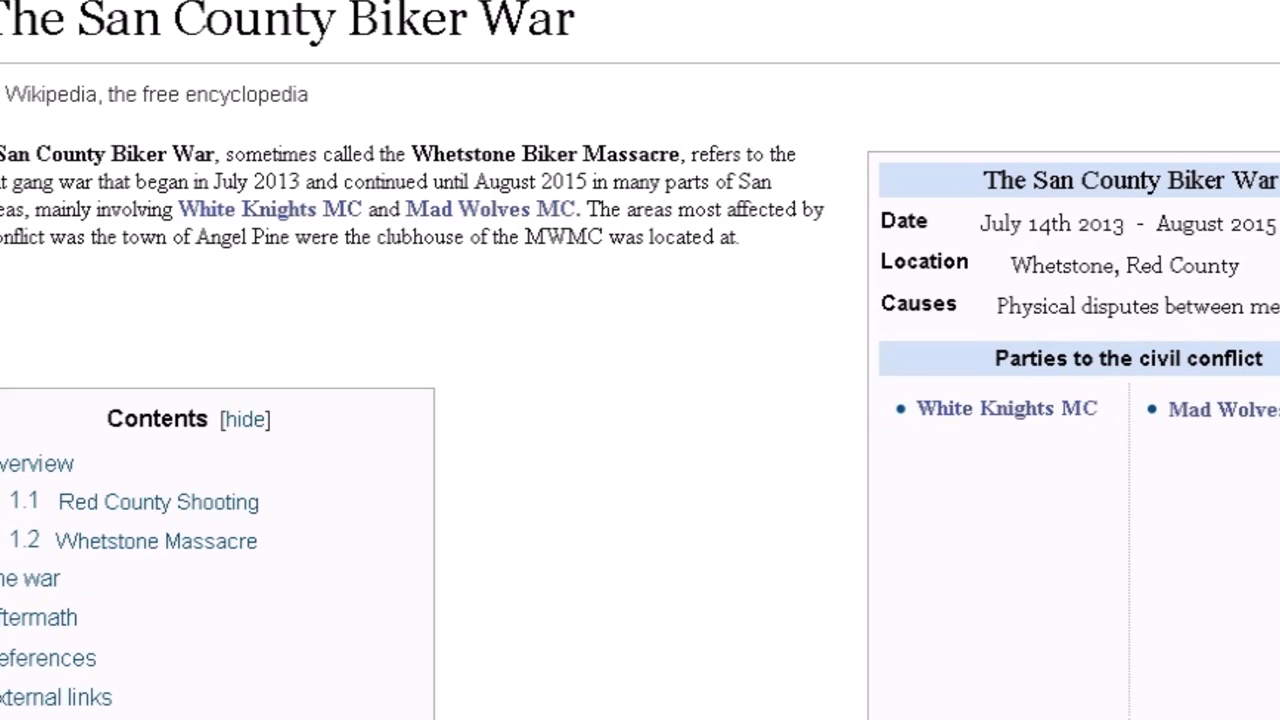 The San County Biker War
Wikipedia, the free encyclopedia
San County Biker War, sometimes called the Whetstone Biker Massacre, refers to the
gang war that began in July 2013 and continued until August 2015 in many parts of San
mainly involving White Knights MC and Mad Wolves MC. The areas most affected by
was the town of Angel Pine were the clubhouse of the MWMC was located at.
The San County Biker War
Date July 14th 2013 - August 2015
Location Whetstone, Red County
Causes Physical disputes between
Parties to the civil conflict
• White Knights MC
• Mad Wolves
Contents [hide]
verview
1.1 Red County Shooting
1.2 Whetstone Massacre
he war
ftermath
eferences
xternal links